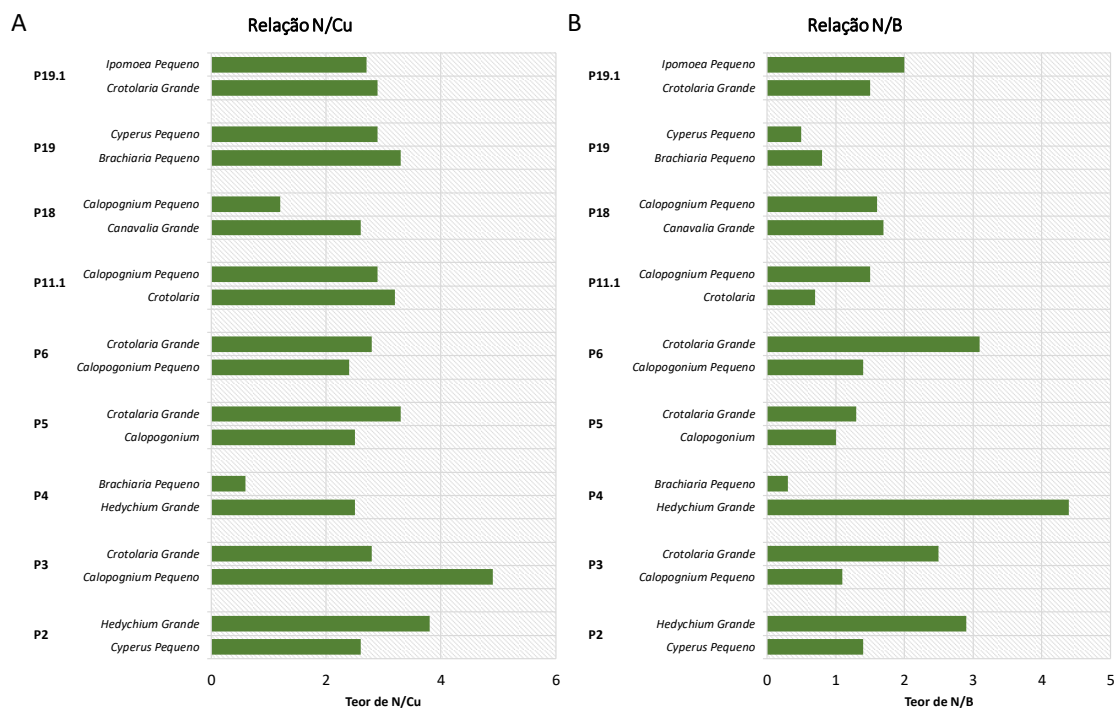 A
Relação N/Cu
P19.1
Ipomoea Pequeno
Crotolaria Grande
P19
Cyperus Pequeno
Brachiaria Pequeno
P18
Calopognium Pequeno
Canavalia Grande
P11.1
Calopognium Pequeno
Crotolaria
P6
Crotolaria Grande
Calopogonium Pequeno
P5
Crotalaria Grande
Calopogonium
P4
Brachiaria Pequeno
Hedychium Grande
P3
Crotolaria Grande
Calopognium Pequeno
P2
Hedychium Grande
Cyperus Pequeno
0 2 4 6
Teor de N/Cu
B
Relação N/B
P19.1
Ipomoea Pequeno
Crotolaria Grande
P19
Cyperus Pequeno
Brachiaria Pequeno
P18
Calopognium Pequeno
Canavalia Grande
P11.1
Calopognium Pequeno
Crotolaria
P6
Crotolaria Grande
Calopogonium Pequeno
P5
Crotalaria Grande
Calopogonium
P4
Brachiaria Pequeno
Hedychium Grande
P3
Crotolaria Grande
Calopognium Pequeno
P2
Hedychium Grande
Cyperus Pequeno
0 1 2 3 4 5
Teor de N/B